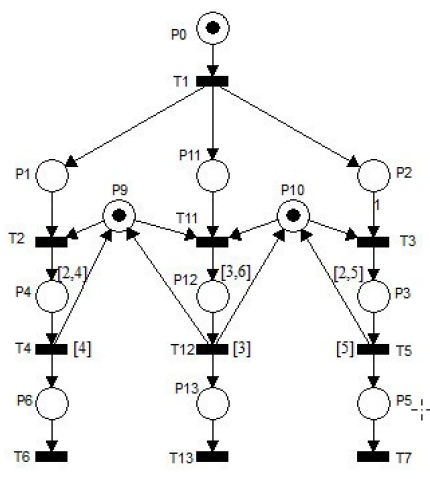 P0
T1
P1 P11 P2
P9 P10
1
T2 T11 T3
[2,4] [3,6] [2,5]
P4 P12 P3
T4 [4] T12 [3] [5] T5
P6 P13 P5
T6 T13 T7